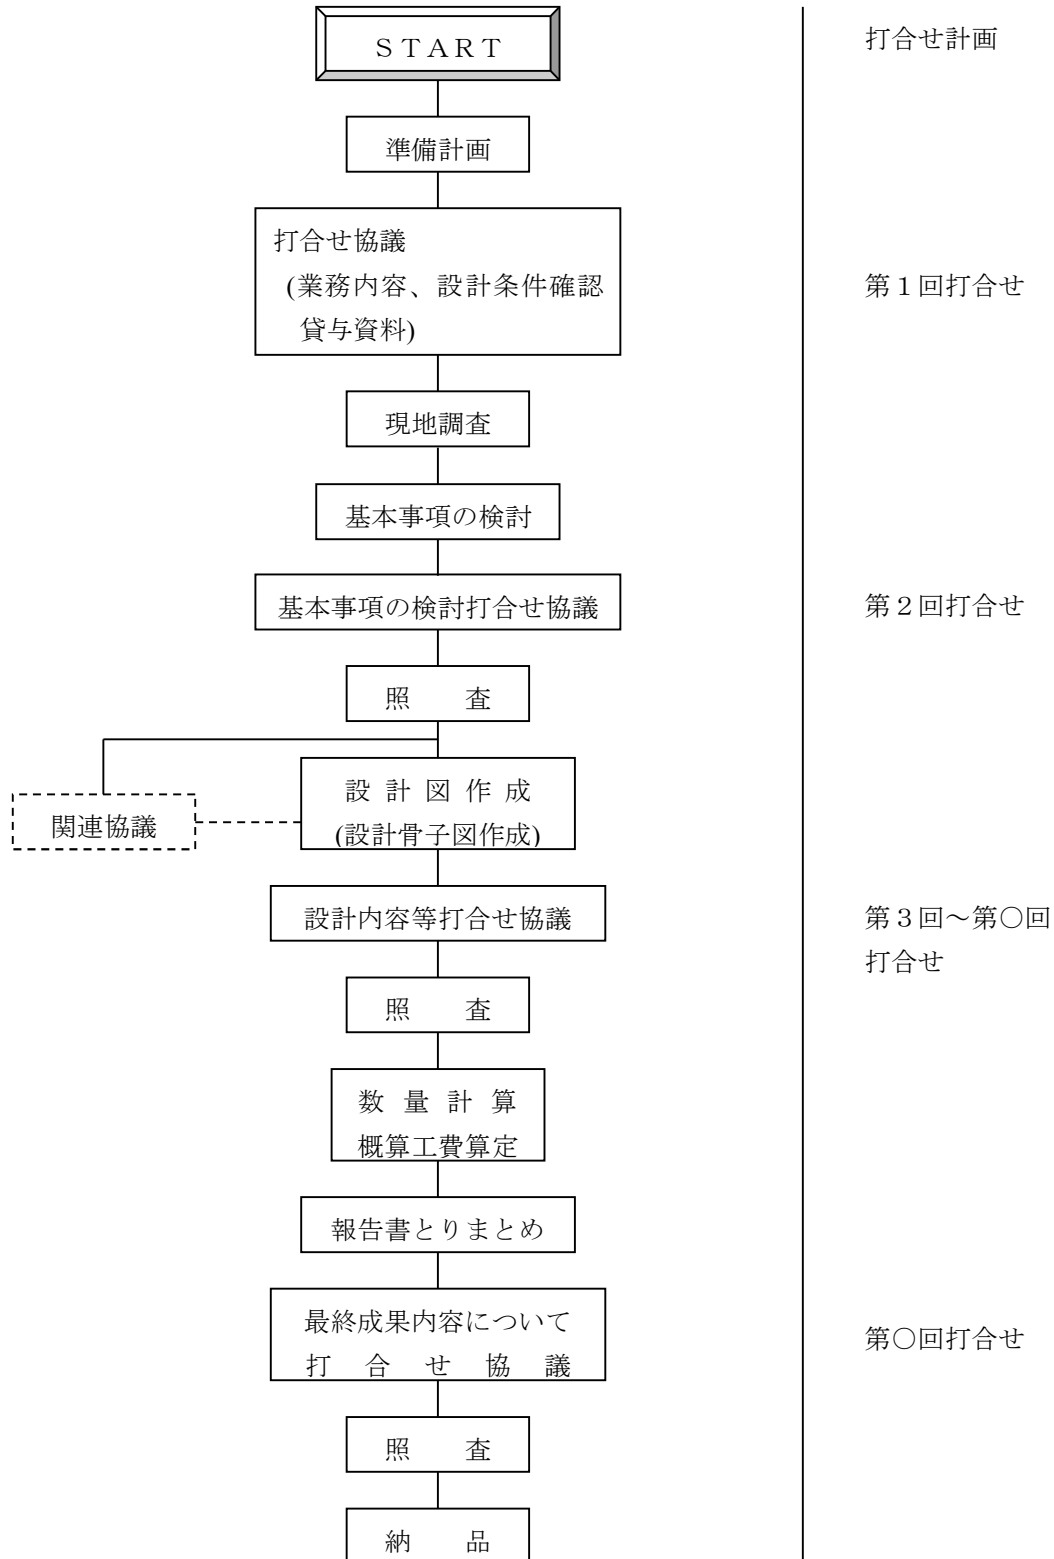 ＳＴＡＲＴ
打合せ計画
準備計画
打合せ協議
(業務内容、設計条件確認
貸与資料)
第１回打合せ
現地調査
基本事項の検討
基本事項の検討打合せ協議
第２回打合せ
照　　査
設 計 図 作 成
(設計骨子図作成)
関連協議
設計内容等打合せ協議
第３回～第○回
打合せ
照　　査
数 量 計 算
概算工費算定
報告書とりまとめ
最終成果内容について
打 合 せ 協 議
第○回打合せ
照　　査
納　　品